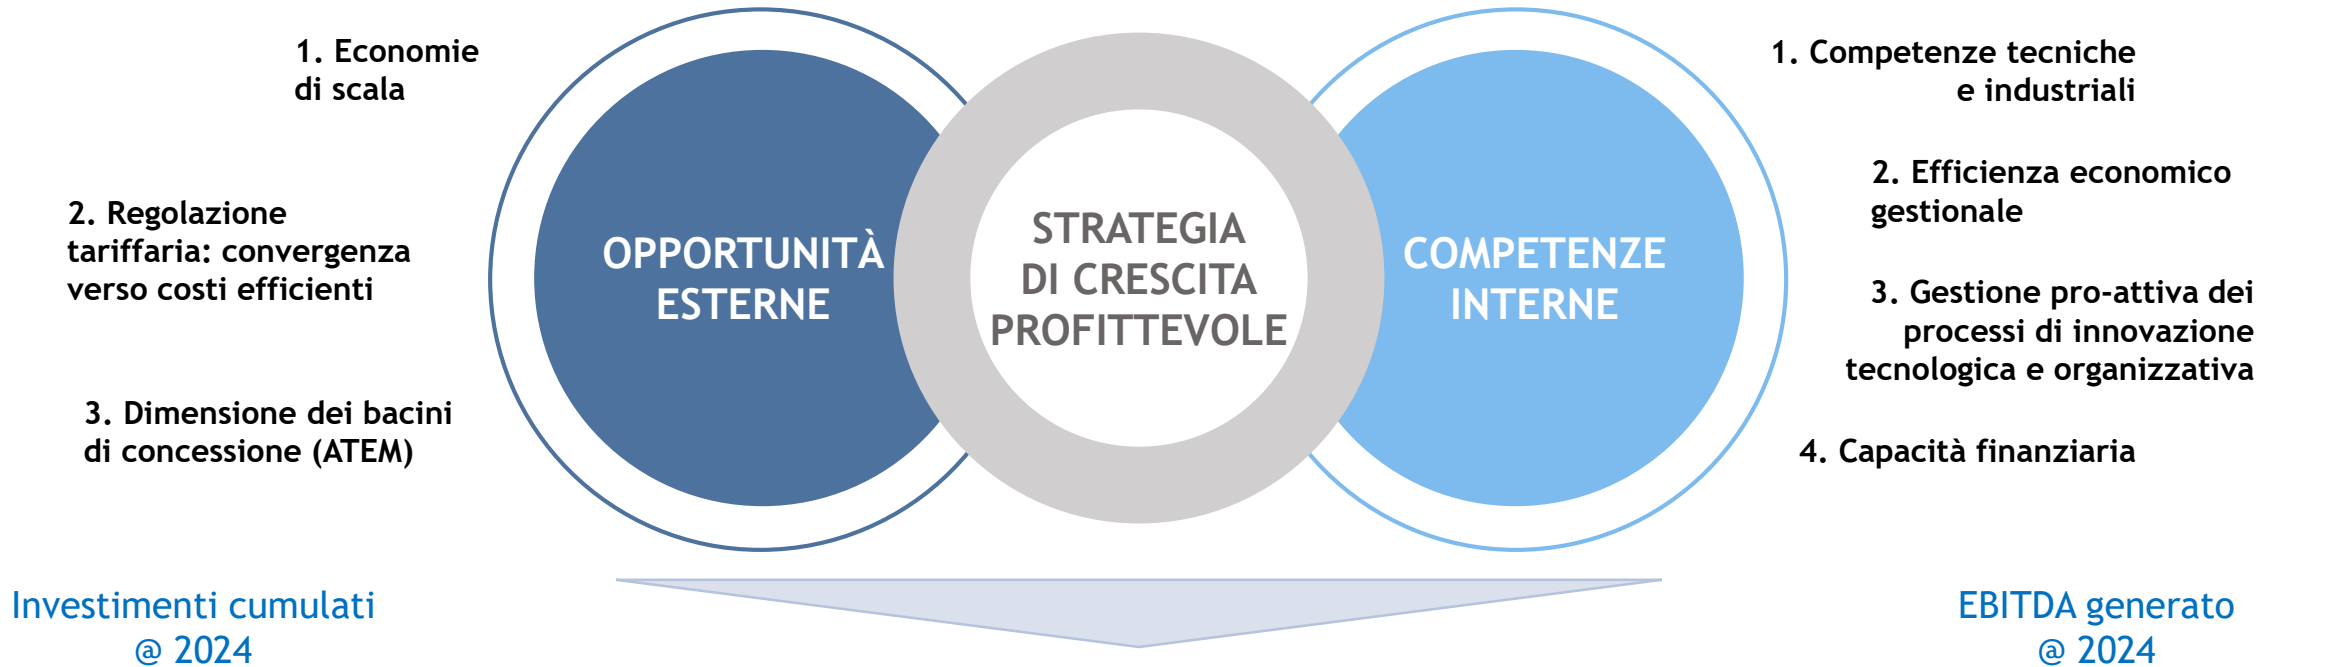 1. Economie
di scala
2. Regolazione
tariffaria: convergenza
verso costi efficienti
3. Dimensione dei bacini
di concessione (ATEM)
OPPORTUNITÀ
ESTERNE
STRATEGIA
DI CRESCITA
PROFITTEVOLE
COMPETENZE
INTERNE
1. Competenze tecniche
e industriali
2. Efficienza economico
gestionale
3. Gestione pro-attiva dei
processi di innovazione
tecnologica e organizzativa
4. Capacità finanziaria
Investimenti cumulati
@ 2024
EBITDA generato
@ 2024